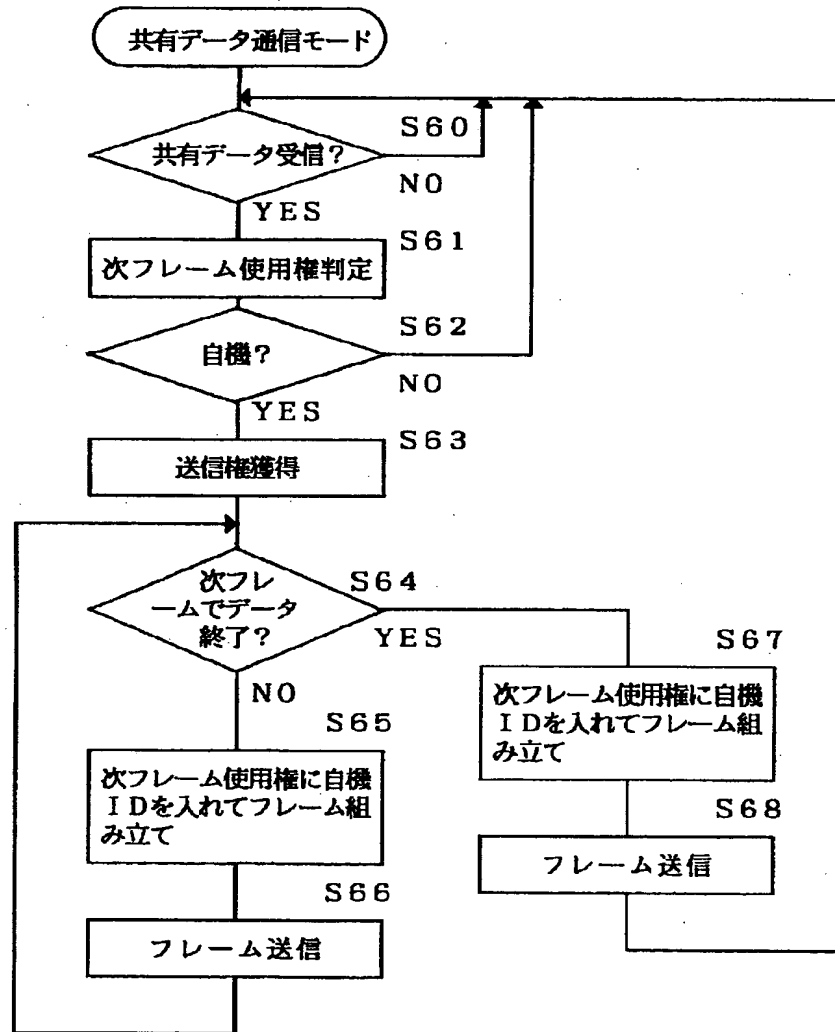 共有データ通信モード
S60
共有データ受信?
NO
YES
S61
次フレーム使用権判定
S62
自機?
NO
YES
S63
送信権獲得
次フレ
ームでデータ
終了?
S64
YES
NO
S65
次フレーム使用権に自機
IDを入れてフレーム組
み立て
S66
フレーム送信
S67
次フレーム使用権に自機
IDを入れてフレーム組
み立て
S68
フレーム送信